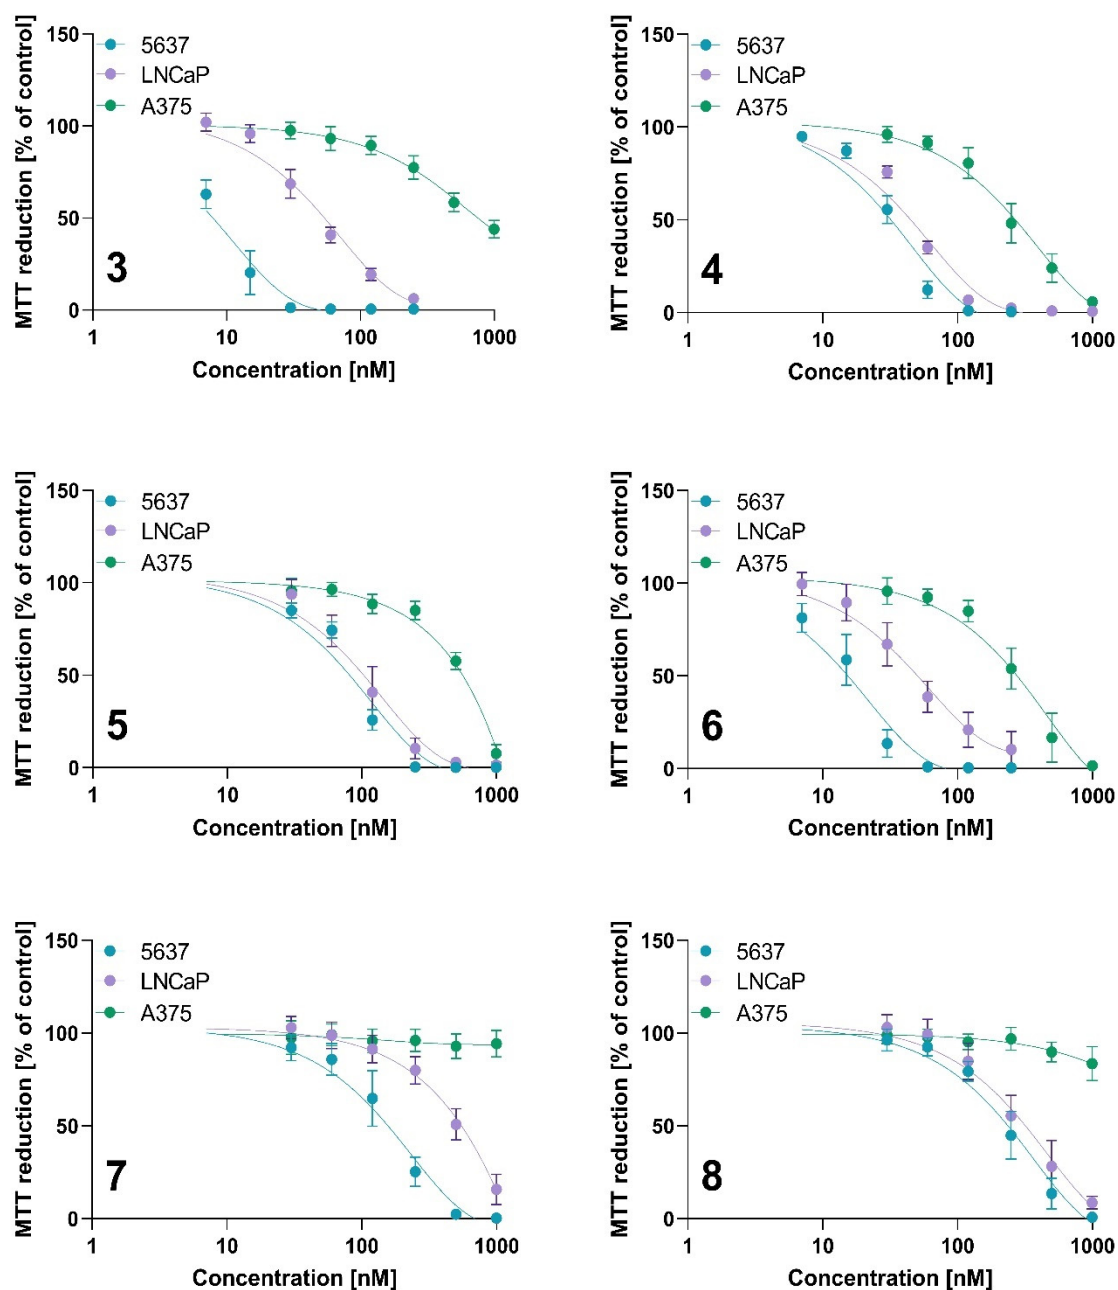 MTT reduction [% of control]
150
100
50
0
5637
LNCaP
A375
3
1 10 100 1000
Concentration [nM]
MTT reduction [% of control]
150
100
50
0
5637
LNCaP
A375
4
1 10 100 1000
Concentration [nM]
MTT reduction [% of control]
150
100
50
0
5637
LNCaP
A375
5
1 10 100 1000
Concentration [nM]
MTT reduction [% of control]
150
100
50
0
5637
LNCaP
A375
6
1 10 100 1000
Concentration [nM]
MTT reduction [% of control]
150
100
50
0
5637
LNCaP
A375
7
1 10 100 1000
Concentration [nM]
MTT reduction [% of control]
150
100
50
0
5637
LNCaP
A375
8
1 10 100 1000
Concentration [nM]